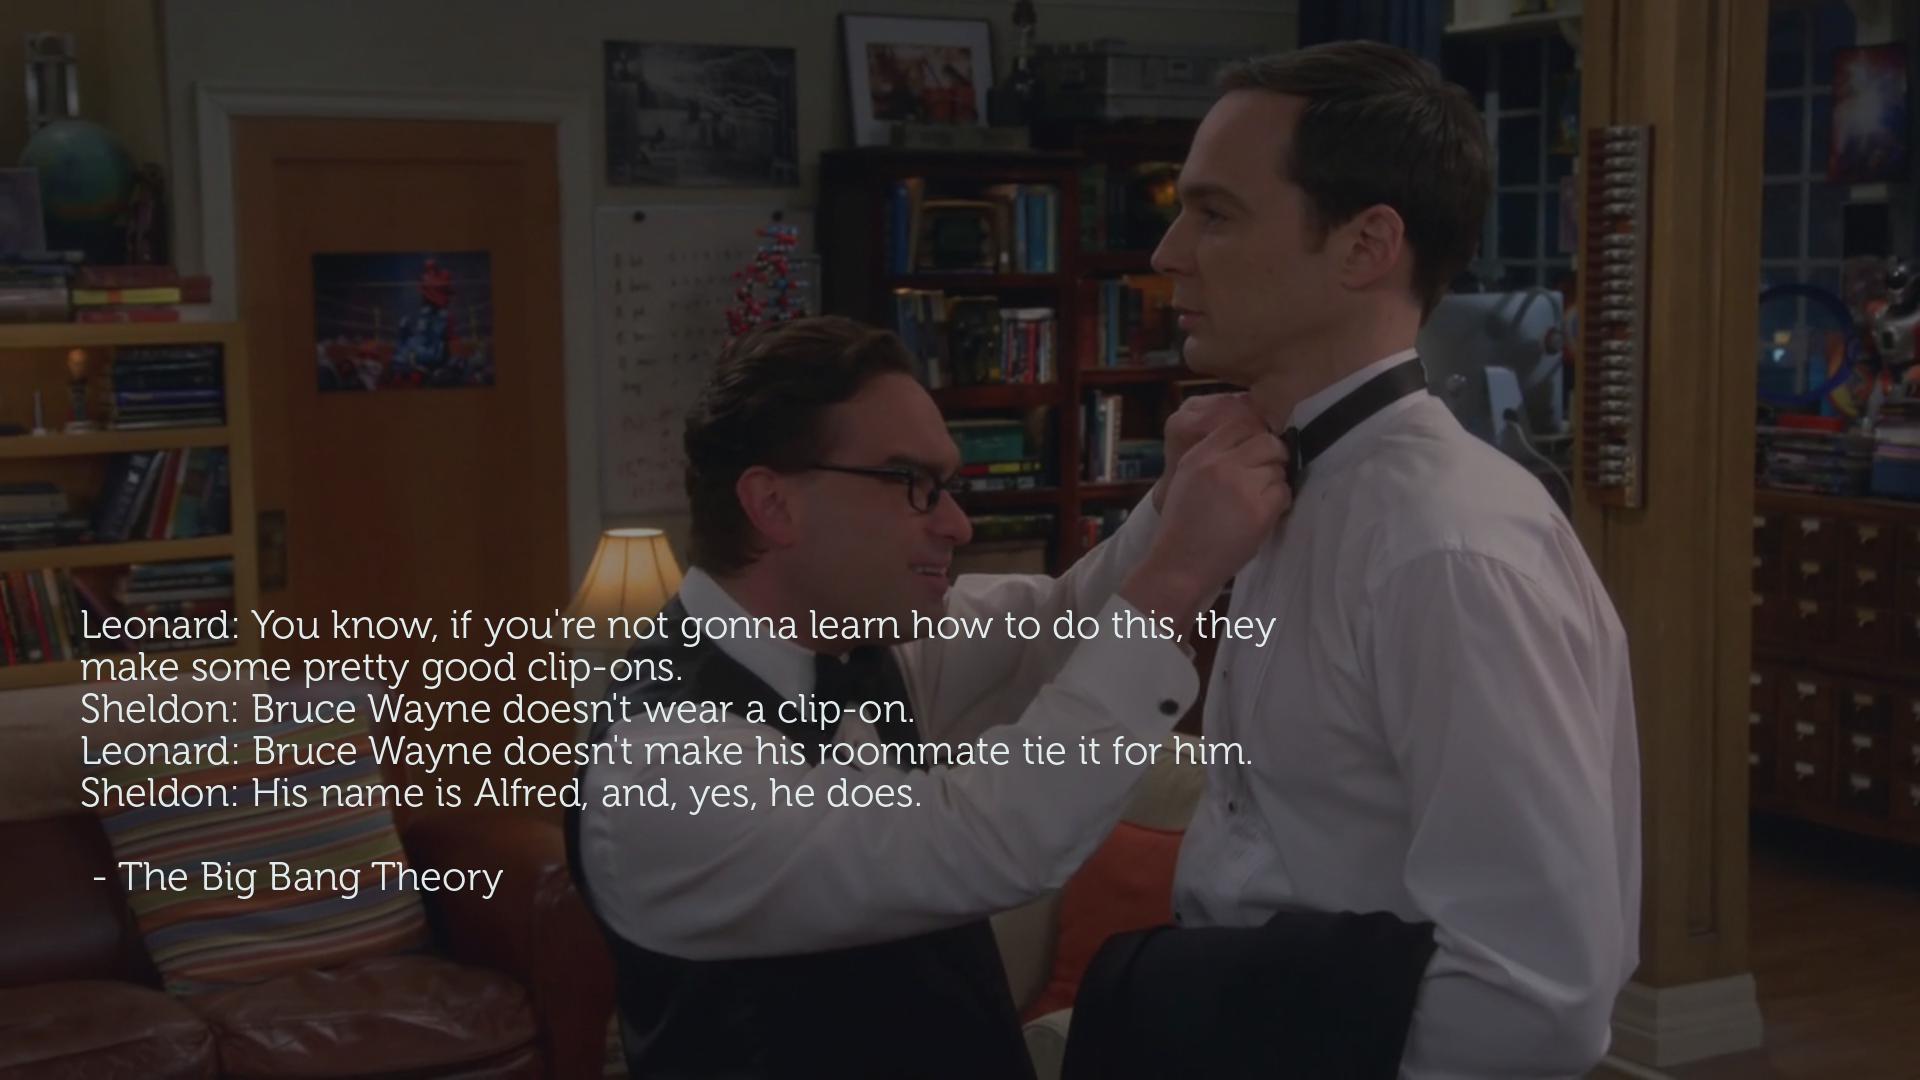 Leonard: You know, if you're not gonna learn how to do this, they
make some pretty good clip-ons.
Sheldon: Bruce Wayne doesn't wear a clip-on.
Leonard: Bruce Wayne doesn't make his roommate tie it for him.
Sheldon: His name is Alfred, and, yes, he does.
- The Big Bang Theory